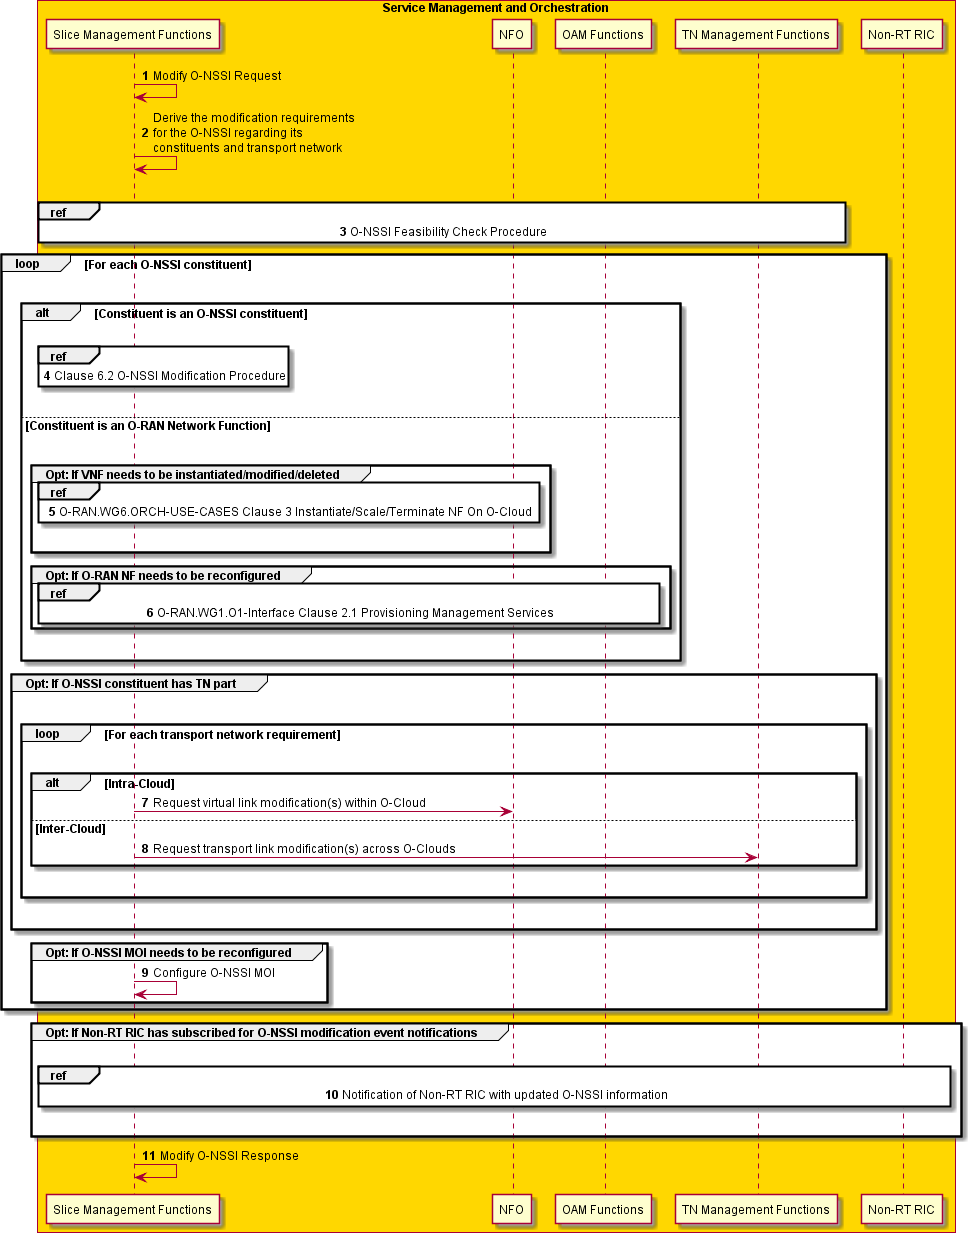 Service Management and Orchestration
Slice Management Functions
NFO
OAM Functions
TN Management Functions
Non-RT RIC
1 Modify O-NSSI Request
Derive the modification requirements
2 for the O-NSSI regarding its
constituents and transport network
ref
3 O-NSSI Feasibility Check Procedure
loop [For each O-NSSI constituent]
alt [Constituent is an O-NSSI constituent]
ref
4 Clause 6.2 O-NSSI Modification Procedure
[Constituent is an O-RAN Network Function]
Opt: If VNF needs to be instantiated/modified/deleted
ref
5 O-RAN.WG6.ORCH-USE-CASES Clause 3 Instantiate/Scale/Terminate NF On O-Cloud
Opt: If O-RAN NF needs to be reconfigured
ref
6 O-RAN.WG1.O1-Interface Clause 2.1 Provisioning Management Services
Opt: If O-NSSI constituent has TN part
loop [For each transport network requirement]
alt [Intra-Cloud]
7 Request virtual link modification(s) within O-Cloud
[Inter-Cloud]
8 Request transport link modification(s) across O-Clouds
Opt: If O-NSSI MOI needs to be reconfigured
9 Configure O-NSSI MOI
Opt: If Non-RT RIC has subscribed for O-NSSI modification event notifications
ref
10 Notification of Non-RT RIC with updated O-NSSI information
11 Modify O-NSSI Response
Slice Management Functions
NFO
OAM Functions
TN Management Functions
Non-RT RIC